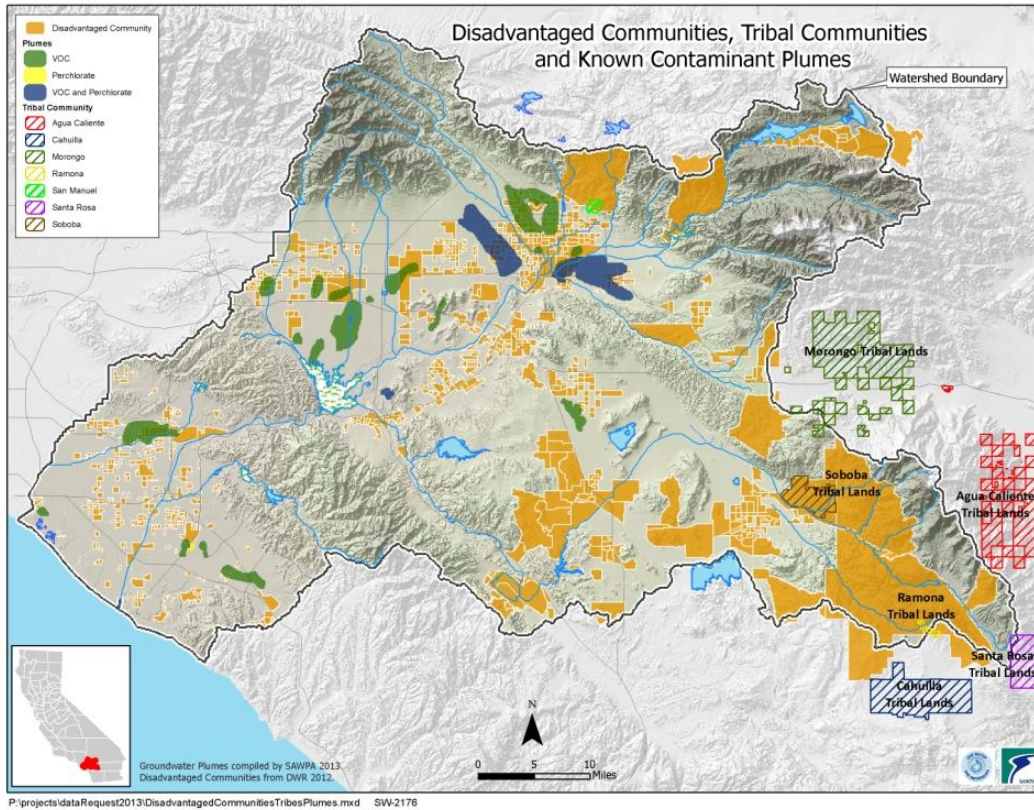 Disadvantaged Communities, Tribal Communities
and Known Contaminant Plumes
Watershed Boundary
Disadvantaged Community
Plumes
VOC
Perchlorate
VOC and Perchlorate
Tribal Community
Agua Caliente
Cahuilla
Morongo
Ramona
San Manuel
Santa Rosa
Soboba
Morongo Tribal Lands
Soboba
Tribal Lands
Agua Caliente
Tribal Lands
Ramona
Tribal Lands
Santa Rosa
Tribal Lands
Cahuilla
Tribal Lands
N
0 5 10
Miles
Groundwater Plumes compiled by SAWPA 2013
Disadvantaged Communities from DWR 2012.
P:\projects\dataRequest2013\DisadvantagedCommunitiesTribesPlumes.mxd SW-2176